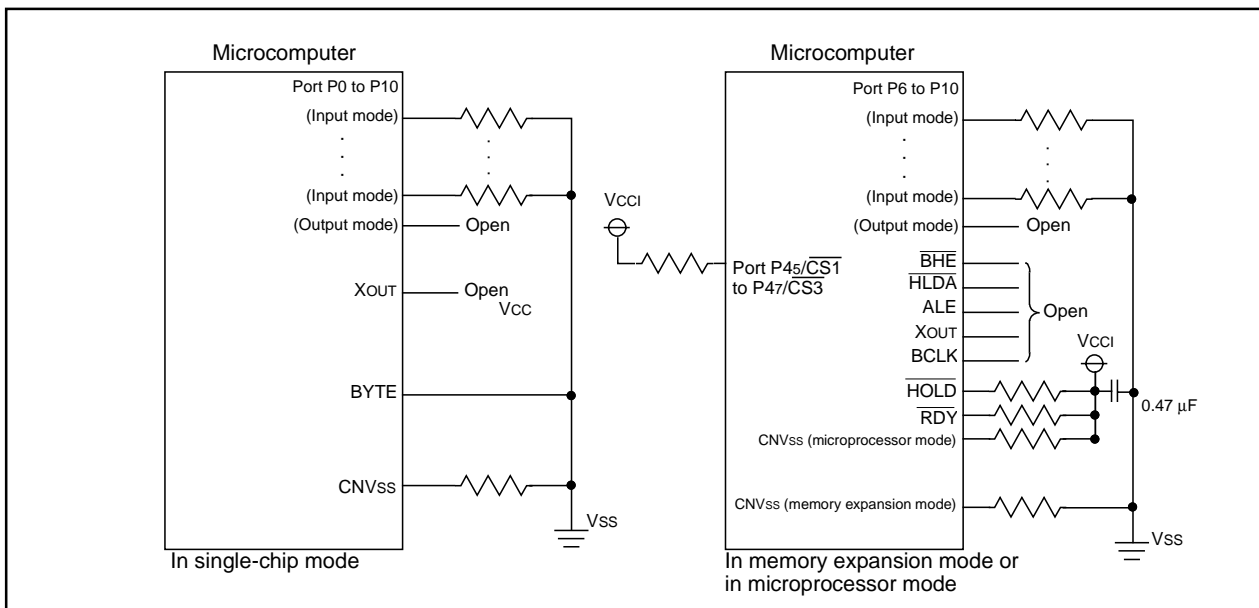 Microcomputer
Port P0 to P10
(Input mode)
(Input mode)
(Output mode)
Open
XOUT
Open
VCC
BYTE
CNVSS
VSS
In single-chip mode
Microcomputer
Port P6 to P10
(Input mode)
(Input mode)
(Output mode)
Open
VCCI
Port P45/CS1
to P47/CS3
BHE
HLDA
ALE
XOUT
BCLK
Open
VCCI
HOLD
RDY
0.47 µF
CNVSS (microprocessor mode)
CNVSS (memory expansion mode)
VSS
In memory expansion mode or
in microprocessor mode